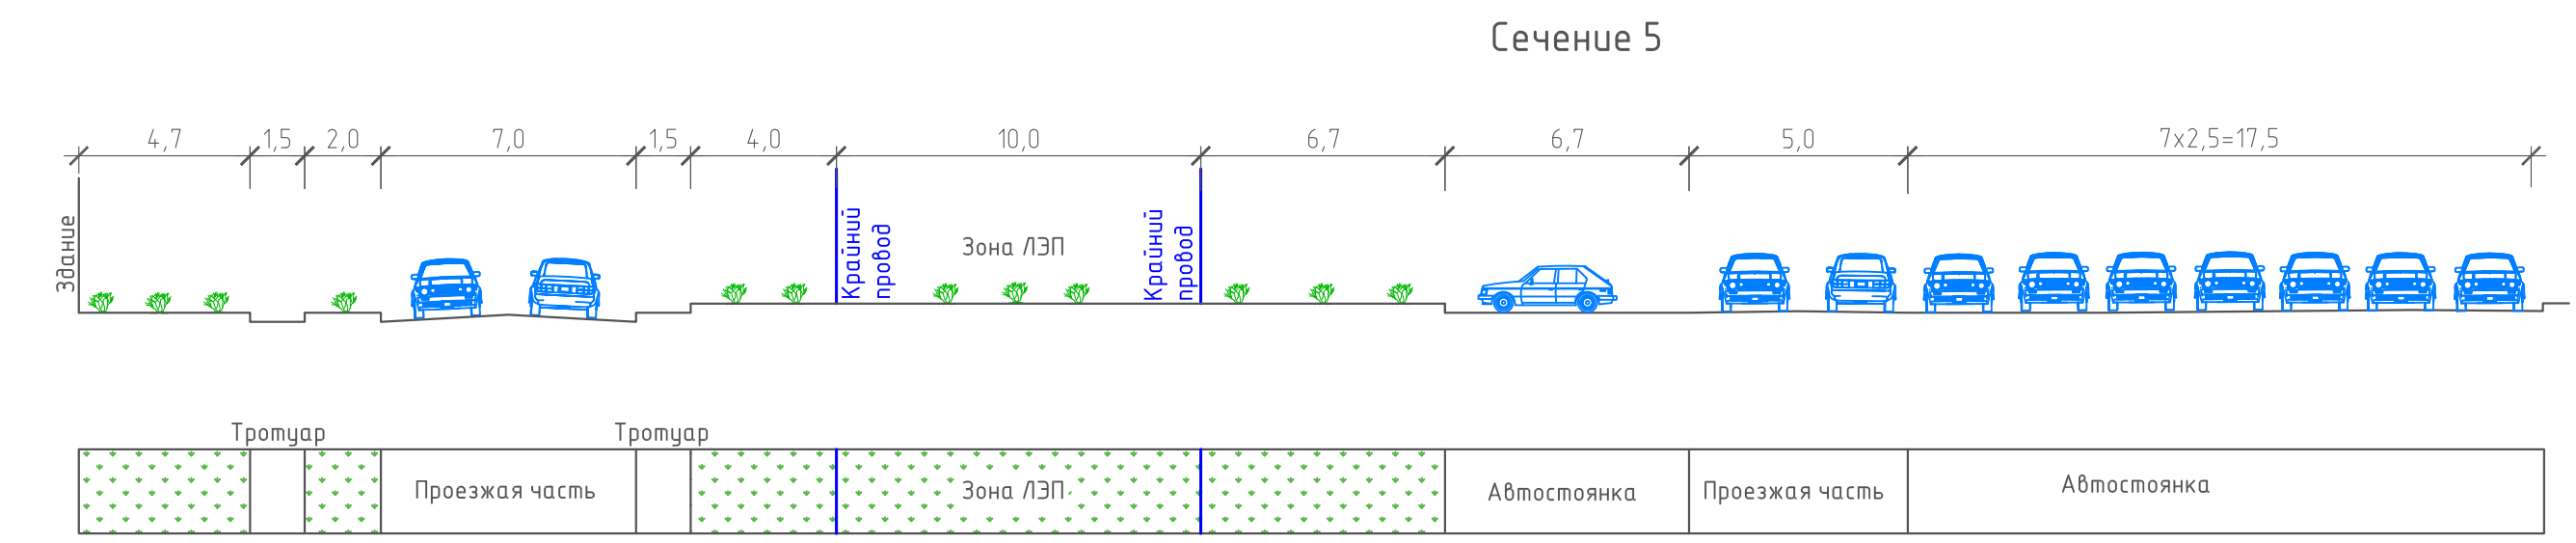 Сечение 5
4,7 1,5 2,0 7,0 1,5 4,0 10,0 6,7 6,7 5,0 7х2,5=17,5
Здание
Крайний
провод
Зона ЛЭП
Крайний
провод
Тротуар Тротуар
Проезжая часть Зона ЛЭП Автостоянка Проезжая часть Автостоянка